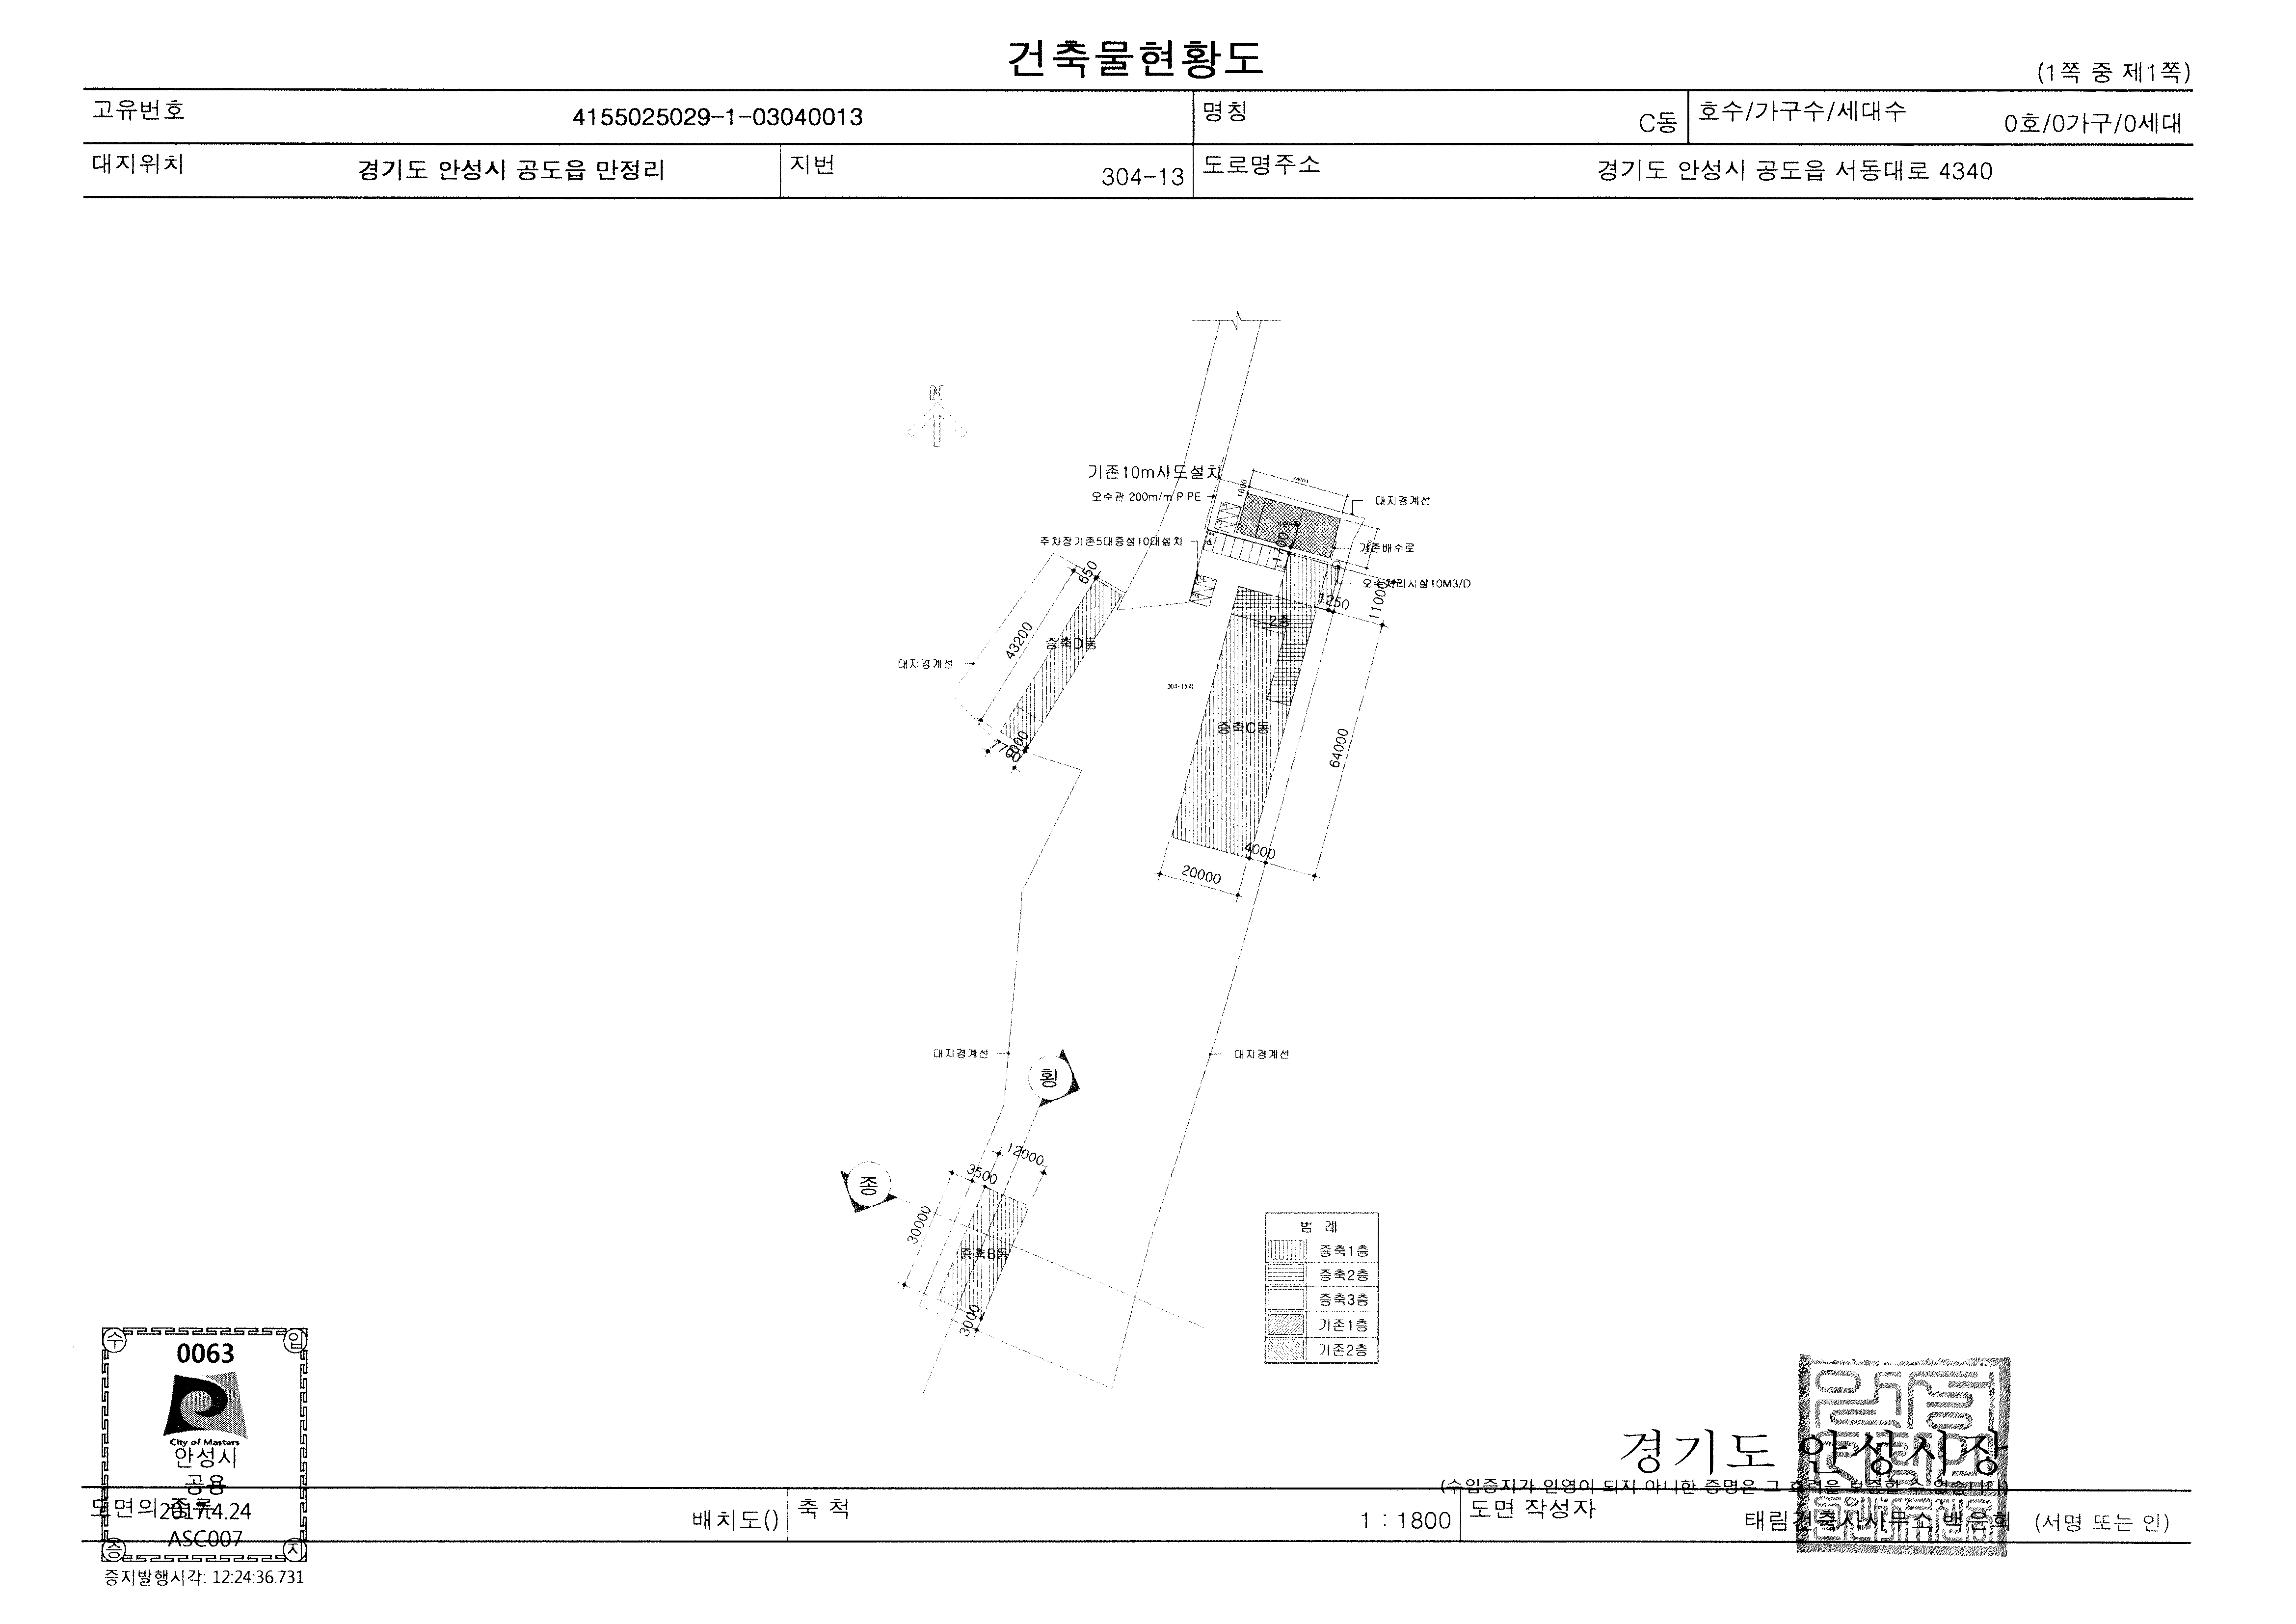 건축물현황도
(1쪽 중 제1쪽)
고유번호 4155025029-1-03040013 명칭 C동 호수/가구수/세대수 0호/0가구/0세대
대지위치 경기도 안성시 공도읍 만정리 지번 304-13 도로명주소 경기도 안성시 공도읍 서동대로 4340
N
기존10m사도설치
오수관 200m/m PIPE
1600
대지경계선
주차장기존5대증설10대설치
1700
기존배수로
오수처리시설10M3/D
650
1250
11000
2층
43200
증축D동
대지경계선
304-13접
증축C동
64000
7700
4000
20000
대지경계선
대지경계선
횡
종
12000
3500
30000
증축B동
3000
범 례
증축1층
증축2층
증축3층
기존1층
기존2층
수 입
0063
City of Masters
안성시
공용
2017.4.24
ASC007
증 지
증지발행시각: 12:24:36.731
경기도 안성시장
(수입증지가 인영이 되지 아니한 증명은 그 효력을 보증할 수 없습니다)
도면의 종류 배치도() 축 척 1 : 1800 도면 작성자 태림건축사사무소 백은희 (서명 또는 인)